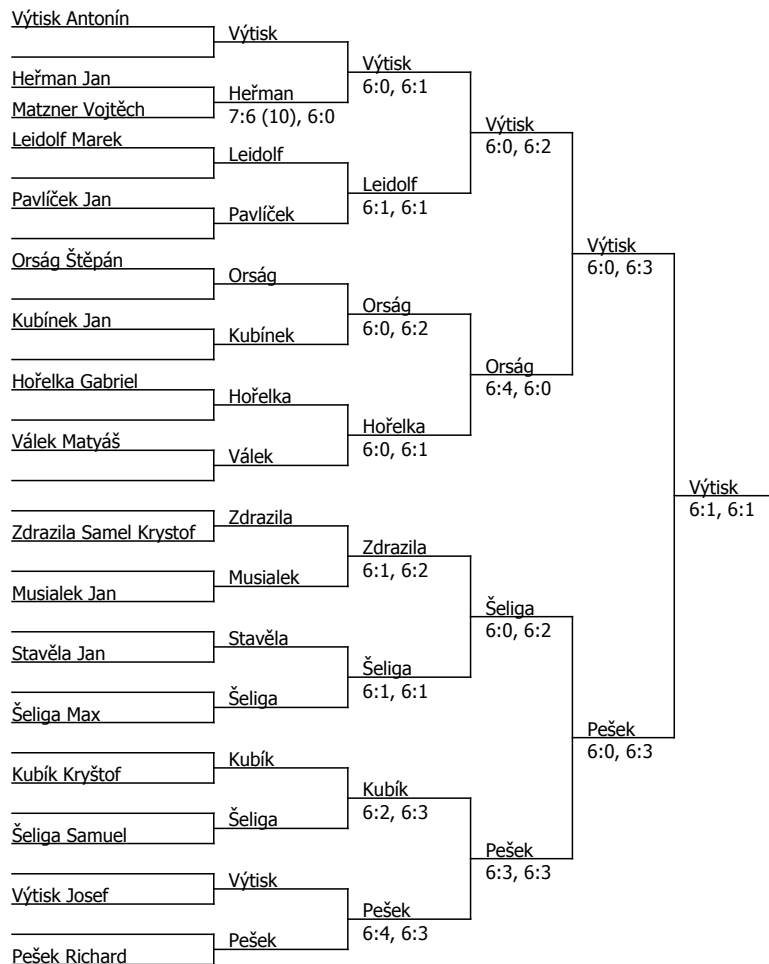 Výtisk Antonín
Heřman Jan
Matzner Vojtěch
Leidolf Marek
Pavlíček Jan
Orság Štěpán
Kubínek Jan
Hořelka Gabriel
Válek Matyáš
Zdrazila Samel Krystof
Musialek Jan
Stavěla Jan
Šeliga Max
Kubík Kryštof
Šeliga Samuel
Výtisk Josef
Pešek Richard
Výtisk
Heřman
7:6 (10), 6:0
Leidolf
Pavlíček
Orság
Kubínek
Hořelka
Válek
Zdrazila
Musialek
Stavěla
Šeliga
Kubík
Šeliga
Výtisk
Pešek
Výtisk
6:0, 6:1
Leidolf
6:1, 6:1
Orság
6:0, 6:2
Hořelka
6:0, 6:1
Zdrazila
6:1, 6:2
Šeliga
6:1, 6:1
Kubík
6:2, 6:3
Pešek
6:4, 6:3
Výtisk
6:0, 6:2
Orság
6:4, 6:0
Šeliga
6:0, 6:2
Pešek
6:3, 6:3
Výtisk
6:0, 6:3
Pešek
6:0, 6:3
Výtisk
6:1, 6:1